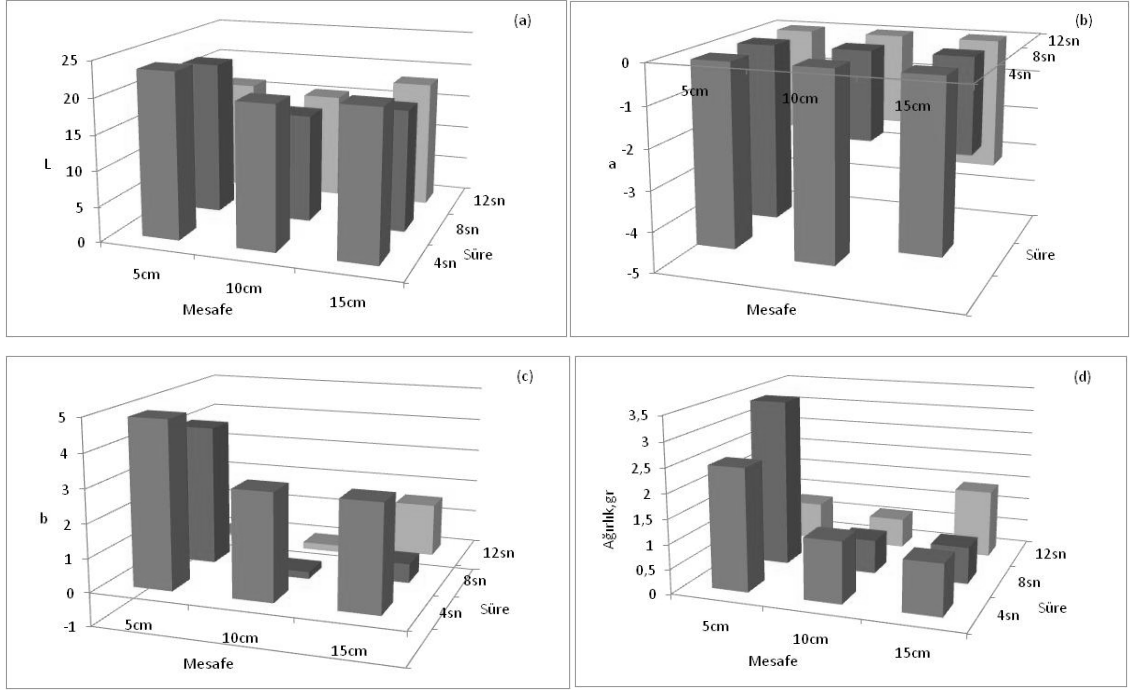 (a)
25
20
15
10
5
0
L
5cm
10cm
15cm
Mesafe
4sn
8sn
12sn
Süre
(b)
0
-1
-2
-3
-4
-5
a
5cm
10cm
15cm
Mesafe
12sn
8sn
4sn
Süre
(c)
5
4
3
2
1
0
-1
b
5cm
10cm
15cm
Mesafe
4sn
8sn
12sn
Süre
(d)
3,5
3
2,5
2
1,5
1
0,5
0
Ağırlık,gr
5cm
10cm
15cm
Mesafe
4sn
8sn
12sn
Süre